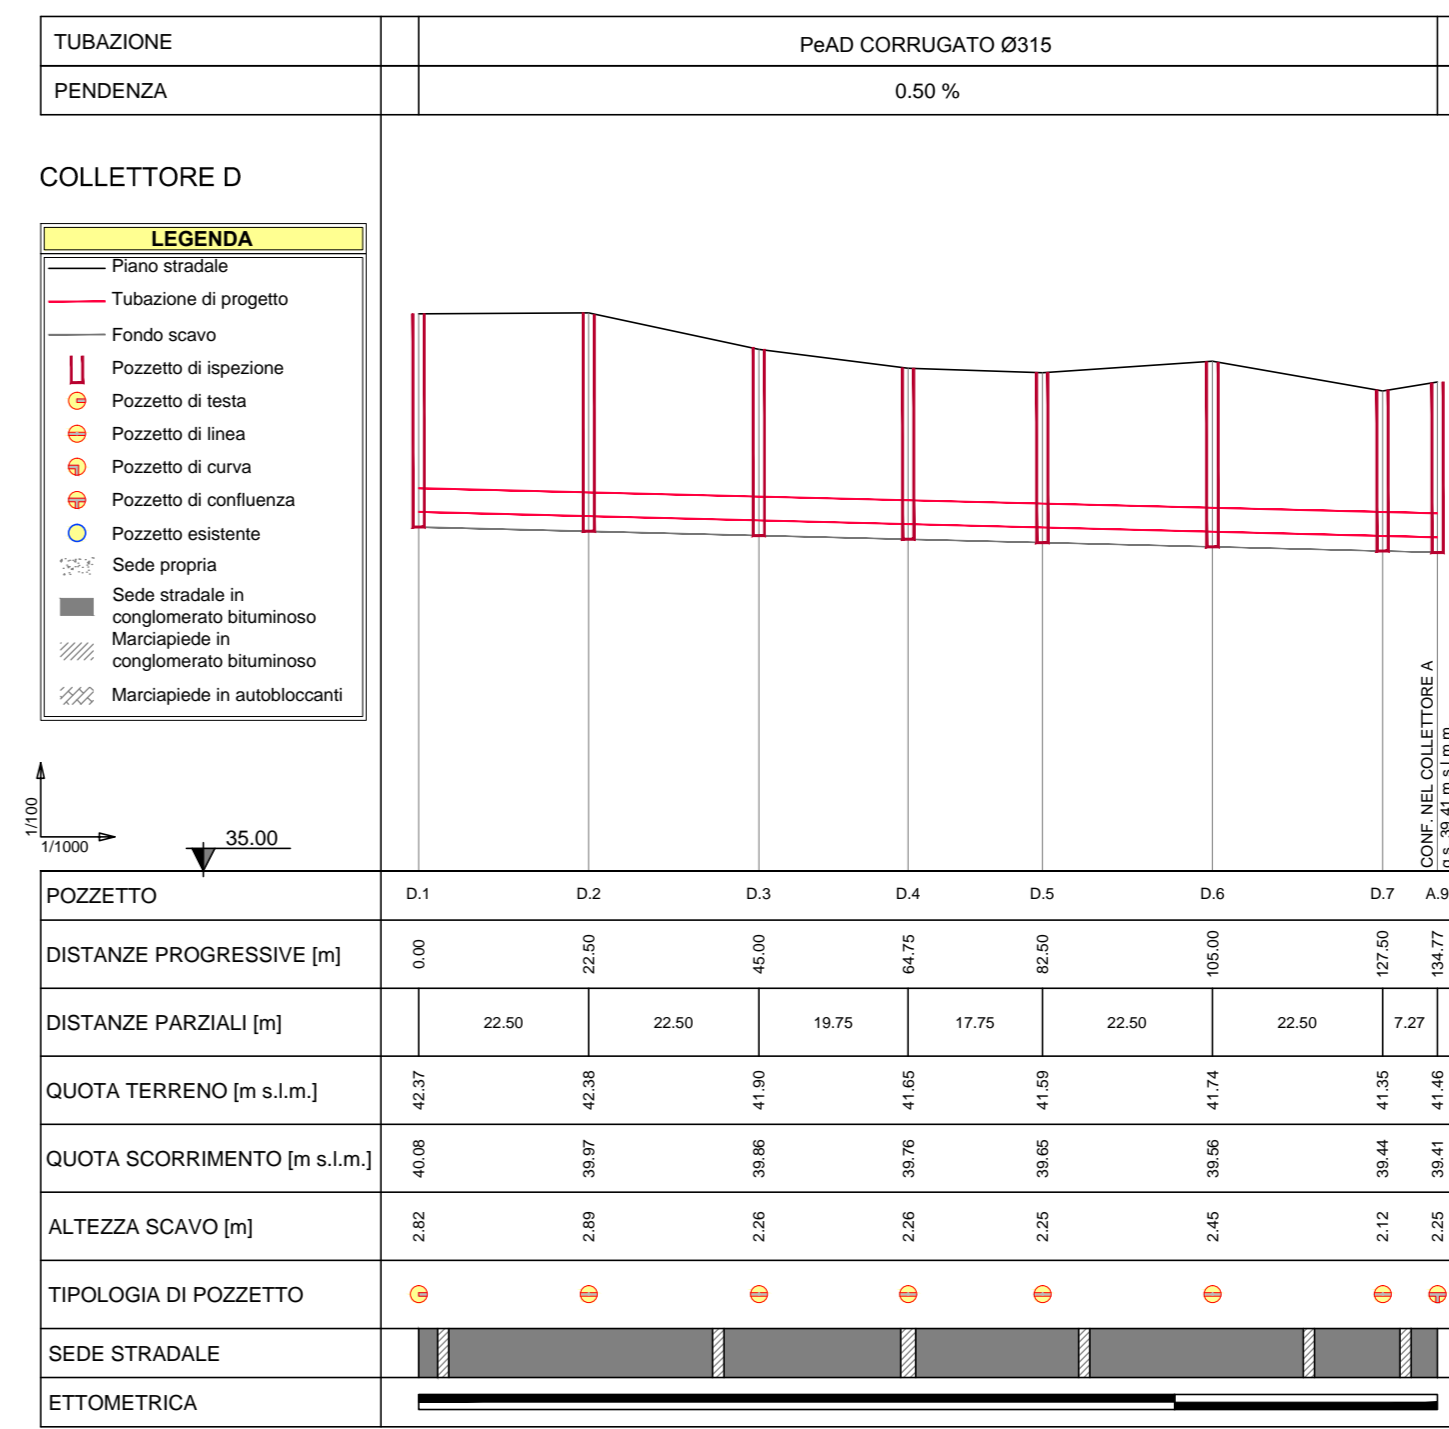 TUBAZIONE PeAD CORRUGATO Ø315
PENDENZA 0.50 %
COLLETTORE D
LEGENDA
Piano stradale
Tubazione di progetto
Fondo scavo
Pozzetto di ispezione
Pozzetto di testa
Pozzetto di linea
Pozzetto di curva
Pozzetto di confluenza
Pozzetto esistente
Sede propria
Sede stradale in
conglomerato bituminoso
Marciapiede in
conglomerato bituminoso
Marciapiede in autobloccanti
1/100
1/1000
35.00
CONF. NEL COLLETTORE A
q.s. 39.41 m s.l.m.m
POZZETTO D.1 D.2 D.3 D.4 D.5 D.6 D.7 A.9
DISTANZE PROGRESSIVE [m] 0.00 22.50 45.00 64.75 82.50 105.00 127.50 134.77
DISTANZE PARZIALI [m] 22.50 22.50 19.75 17.75 22.50 22.50 7.27
QUOTA TERRENO [m s.l.m.] 42.37 42.38 41.90 41.65 41.59 41.74 41.35 41.46
QUOTA SCORRIMENTO [m s.l.m.] 40.08 39.97 39.86 39.76 39.65 39.56 39.44 39.41
ALTEZZA SCAVO [m] 2.82 2.89 2.26 2.26 2.25 2.45 2.12 2.25
TIPOLOGIA DI POZZETTO
SEDE STRADALE
ETTOMETRICA